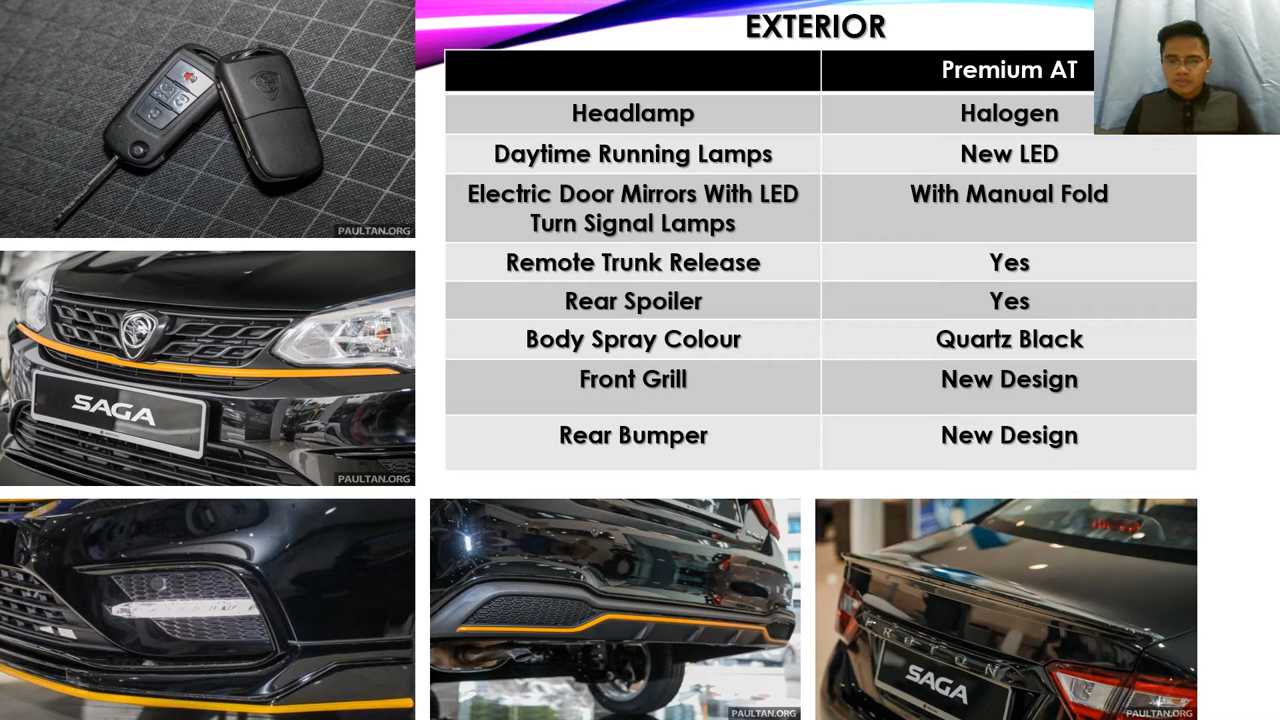 EXTERIOR
Premium AT
Headlamp
Halogen
Daytime Running Lamps
New LED
Electric Door Mirrors With LED
Turn Signal Lamps
With Manual Fold
Remote Trunk Release
Yes
Rear Spoiler
Yes
Body Spray Colour
Quartz Black
Front Grill
New Design
Rear Bumper
New Design
PAULTAN.ORG
SAGA
PAULTAN.ORG
PAULTAN.ORG
PAULTAN.ORG
PROTON
SAGA
PAULTAN.ORG